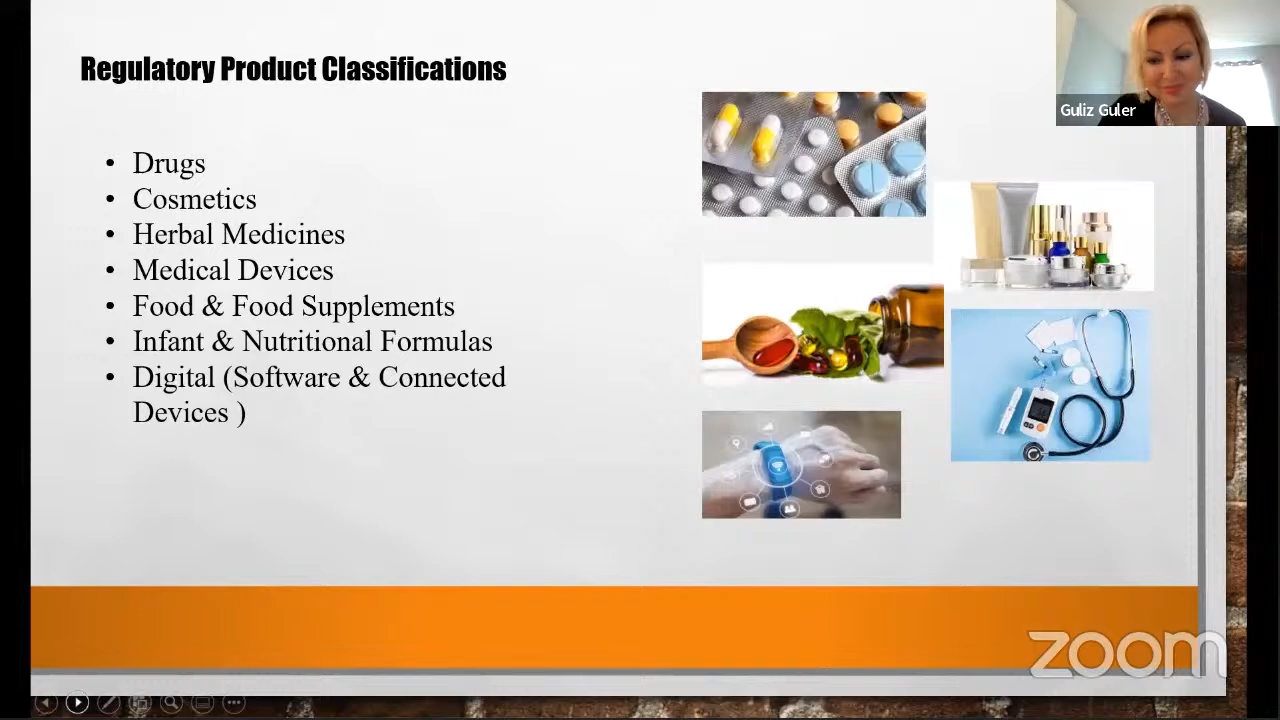 Regulatory Product Classifications
Guliz Guler
• Drugs
• Cosmetics
• Herbal Medicines
• Medical Devices
• Food & Food Supplements
• Infant & Nutritional Formulas
• Digital (Software & Connected
Devices )
zoom